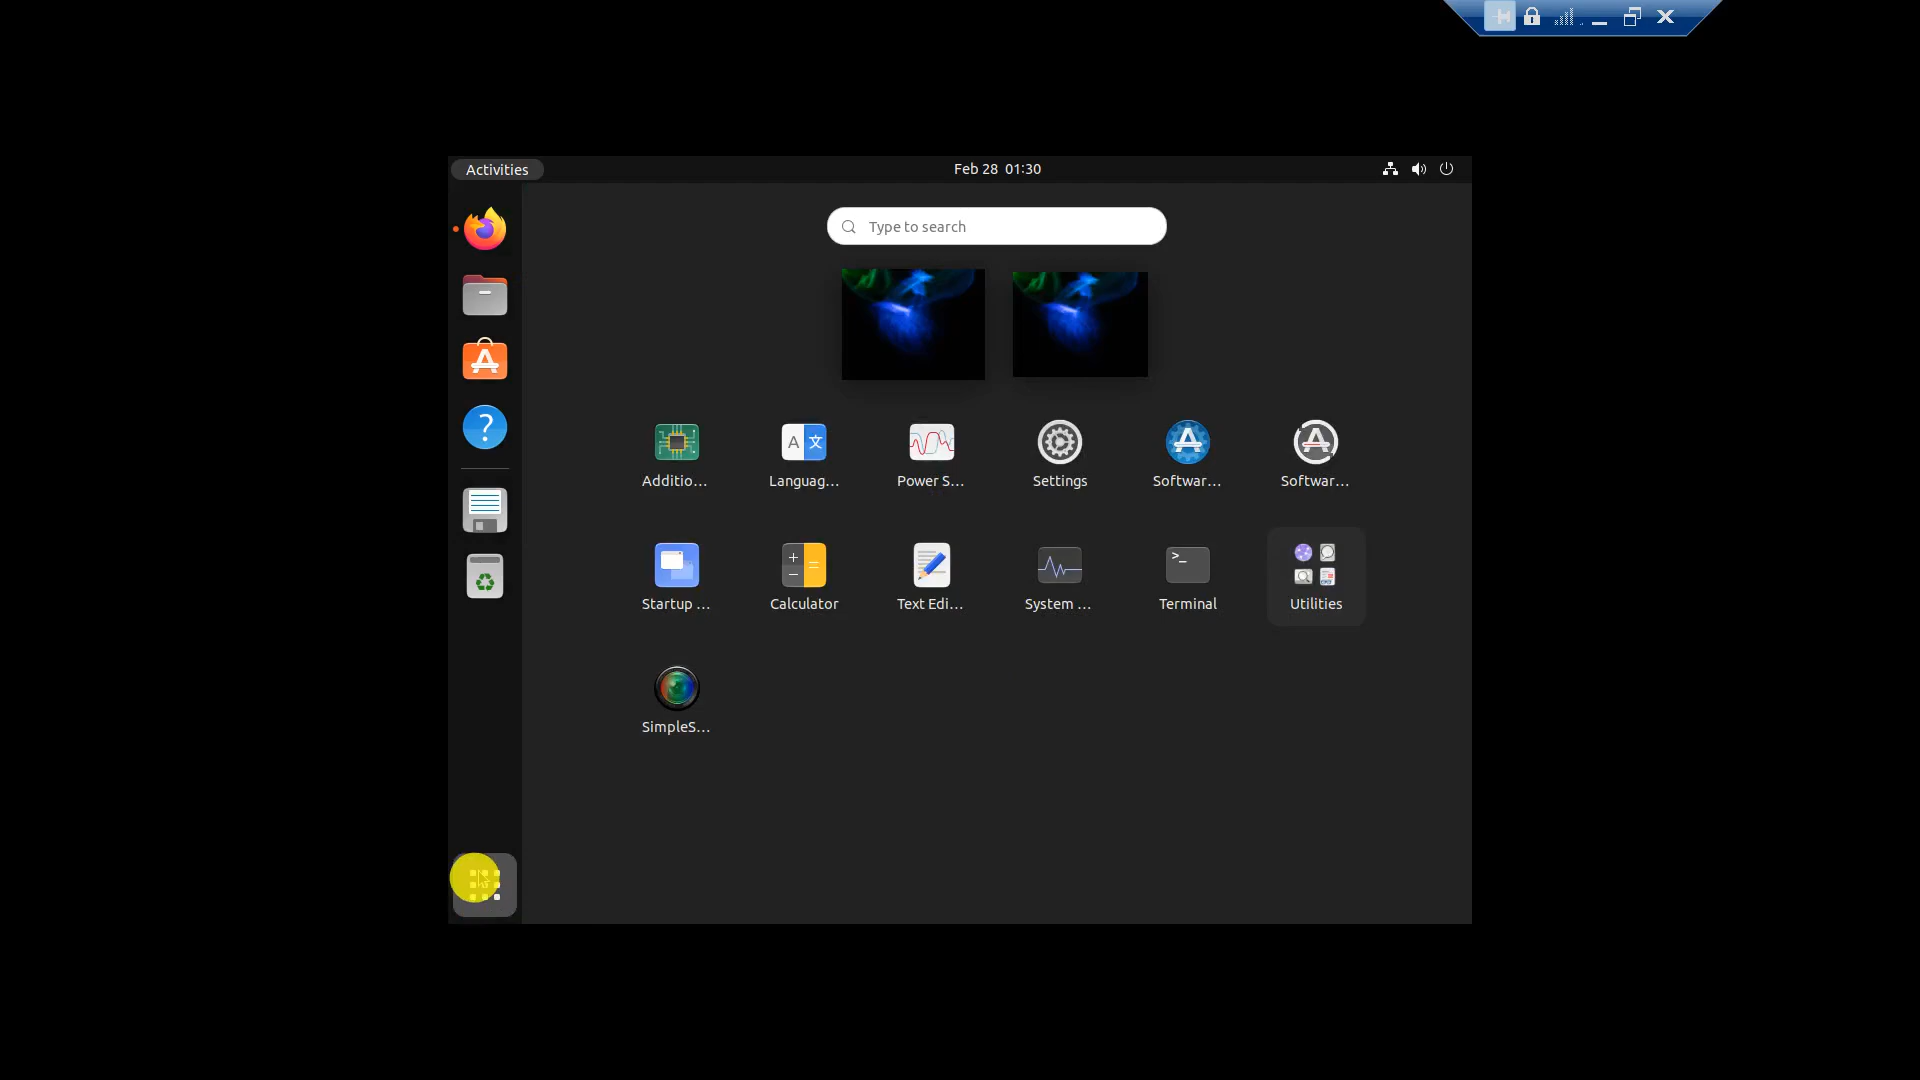 Activities
Feb 28 01:30
Type to search
Additio...
Languag...
Power S...
Settings
Softwar...
Softwar...
Startup ...
Calculator
Text Edi...
System ...
Terminal
Utilities
SimpleS...